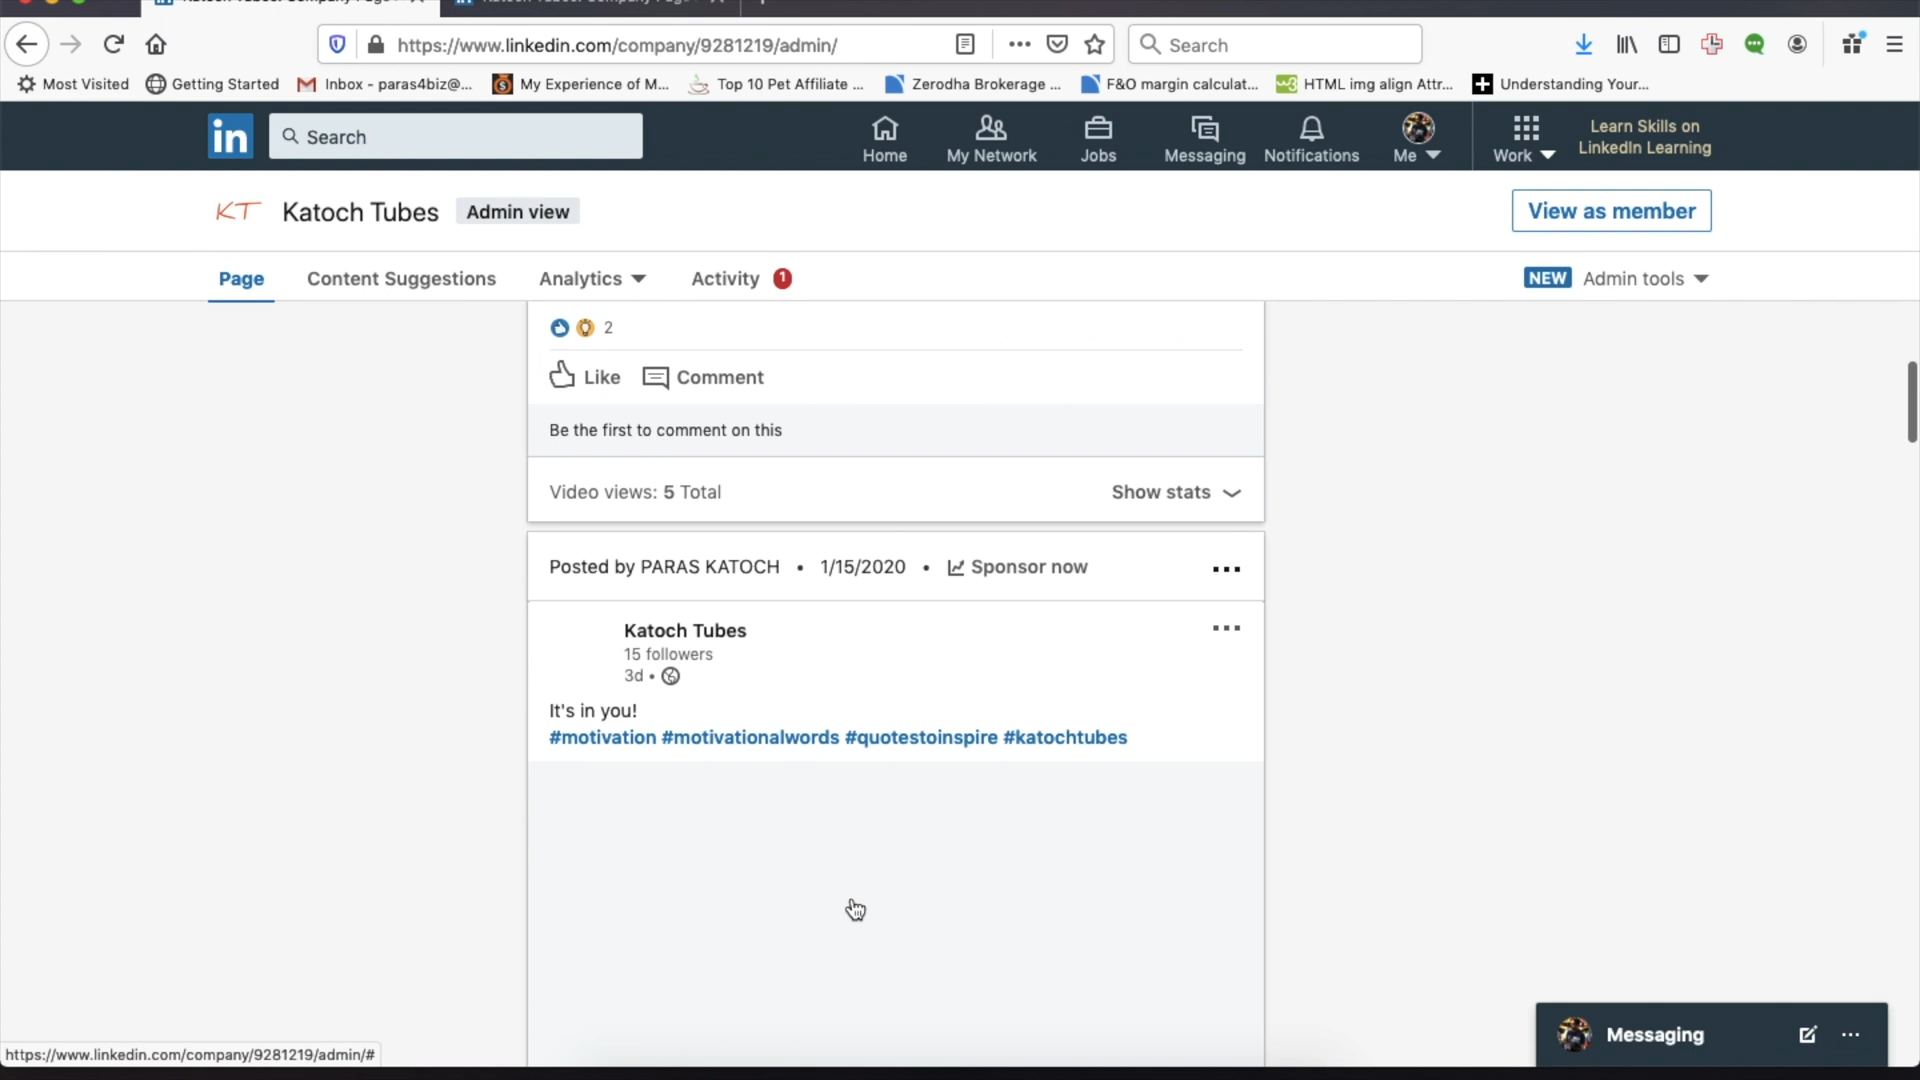 https://www.linkedin.com/company/9281219/admin/
Search
Most Visited
Getting Started
Inbox - paras4biz@...
My Experience of M...
Top 10 Pet Affiliate ...
Zerodha Brokerage ...
F&O margin calculat...
HTML img align Attr...
Understanding Your...
in
Search
Home
My Network
Jobs
Messaging
Notifications
Me
Work
Learn Skills on
LinkedIn Learning
KT
Katoch Tubes
Admin view
View as member
Page
Content Suggestions
Analytics
Activity 1
NEW Admin tools
2
Like
Comment
Be the first to comment on this
Video views: 5 Total
Show stats
Posted by PARAS KATOCH • 1/15/2020 • Sponsor now
Katoch Tubes
15 followers
3d •
It's in you!
#motivation #motivationalwords #quotestoinspire #katochtubes
Messaging
https://www.linkedin.com/company/9281219/admin/#